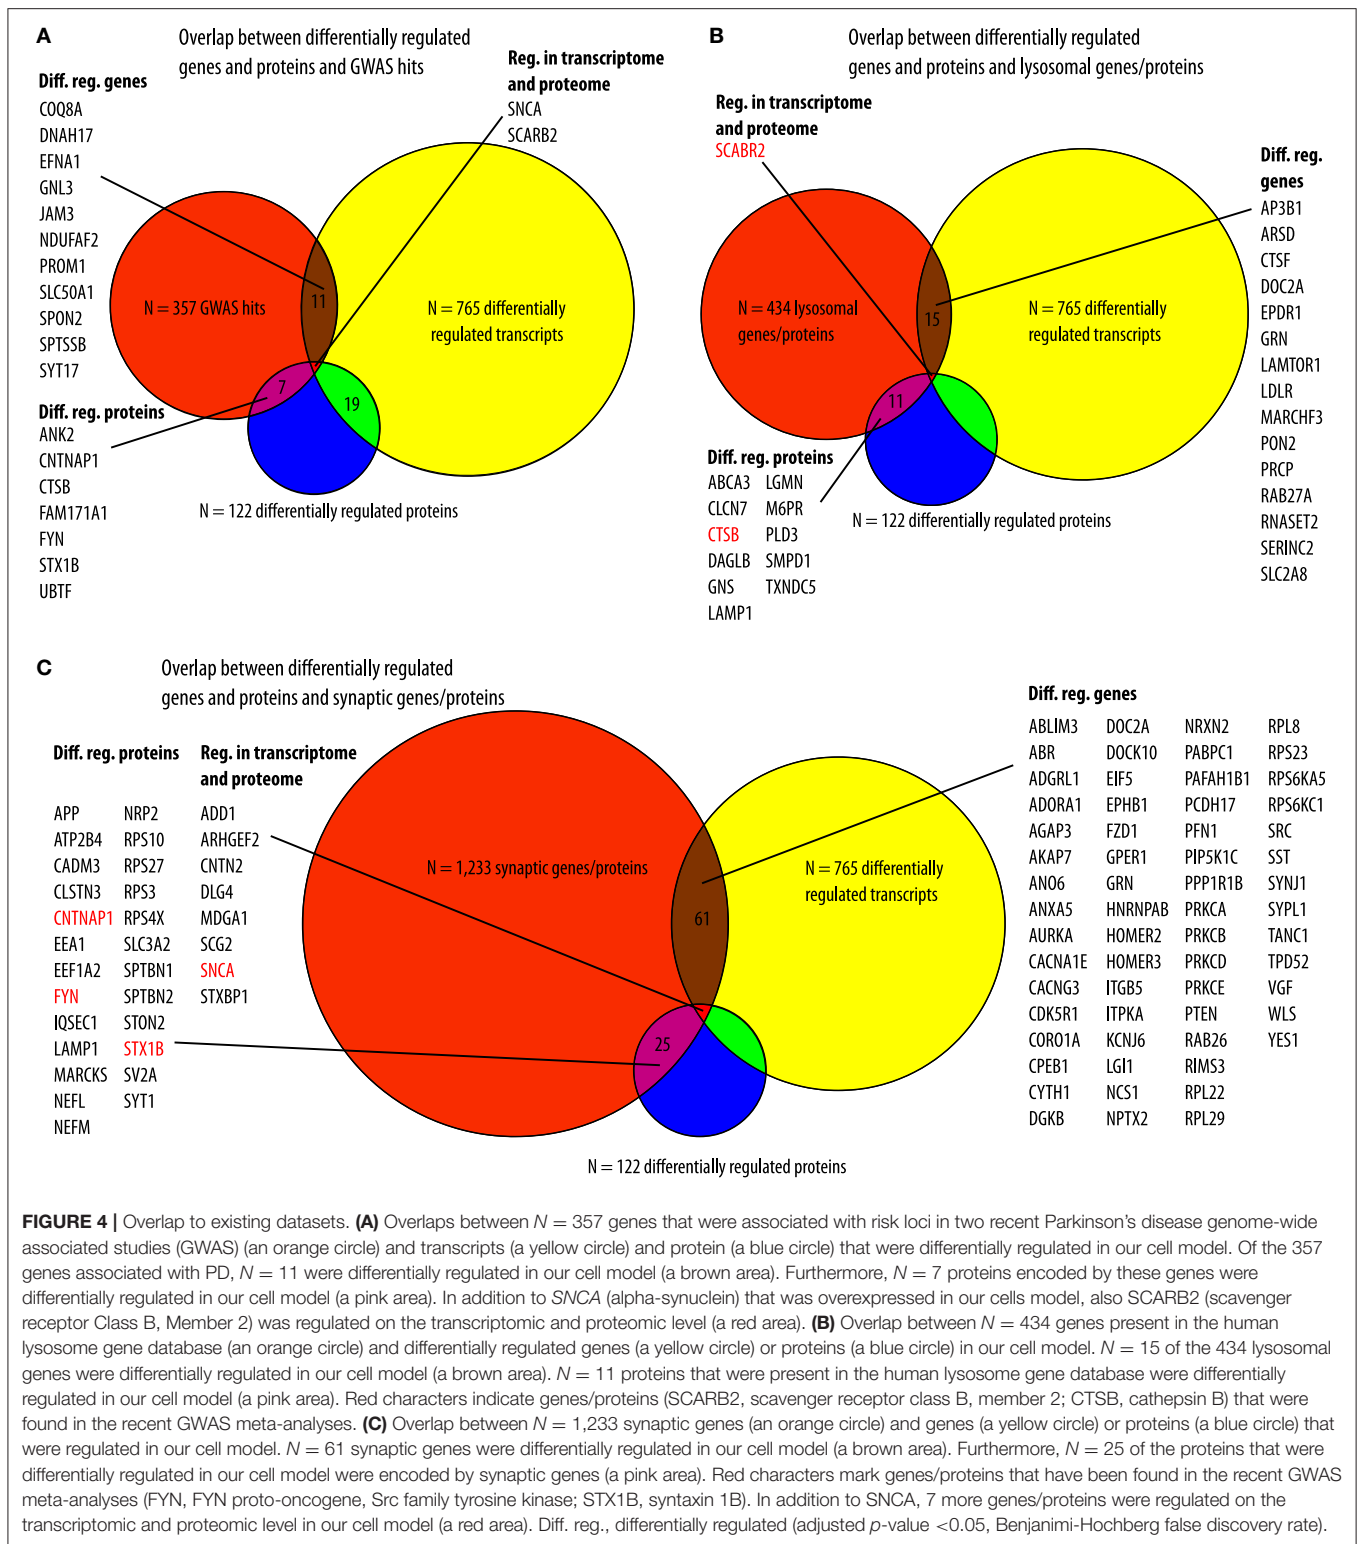 A
Overlap between differentially regulated
genes and proteins and GWAS hits
Diff. reg. genes
COQ8A
DNAH17
EFNA1
GNL3
JAM3
NDUFAF2
PROM1
SLC50A1
SPON2
SPTSSB
SYT17
Diff. reg. proteins
ANK2
CNTNAP1
CTSB
FAM171A1
FYN
STX1B
UBTF
Reg. in transcriptome
and proteome
SNCA
SCARB2
N = 357 GWAS hits
11
N = 765 differentially
regulated transcripts
7
19
N = 122 differentially regulated proteins
B
Overlap between differentially regulated
genes and proteins and lysosomal genes/proteins
Reg. in transcriptome
and proteome
SCABR2
Diff. reg.
genes
AP3B1
ARSD
CTSF
DOC2A
EPDR1
GRN
LAMTOR1
LDLR
MARCHF3
PON2
PRCP
RAB27A
RNASET2
SERINC2
SLC2A8
N = 434 lysosomal
genes/proteins
15
N = 765 differentially
regulated transcripts
11
Diff. reg. proteins
ABCA3 LGMN
CLCN7 M6PR
CTSB PLD3
DAGLB SMPD1
GNS TXNDC5
LAMP1
N = 122 differentially regulated proteins
C
Overlap between differentially regulated
genes and proteins and synaptic genes/proteins
Diff. reg. proteins
APP NRP2
ATP2B4 RPS10
CADM3 RPS27
CLSTN3 RPS3
CNTNAP1 RPS4X
EEA1 SLC3A2
EEF1A2 SPTBN1
FYN SPTBN2
IQSEC1 STON2
LAMP1 STX1B
MARCKS SV2A
NEFL SYT1
NEFM
Reg. in transcriptome
and proteome
ADD1
ARHGEF2
CNTN2
DLG4
MDGA1
SCG2
SNCA
STXBP1
N = 1,233 synaptic genes/proteins
61
N = 765 differentially
regulated transcripts
25
N = 122 differentially regulated proteins
Diff. reg. genes
ABLIM3 DOC2A NRXN2 RPL8
ABR DOCK10 PABPC1 RPS23
ADGRL1 EIF5 PAFAH1B1 RPS6KA5
ADORA1 EPHB1 PCDH17 RPS6KC1
AGAP3 FZD1 PFN1 SRC
AKAP7 GPER1 PIP5K1C SST
ANO6 GRN PPP1R1B SYNJ1
ANXA5 HNRNPAB PRKCA SYPL1
AURKA HOMER2 PRKCB TANC1
CACNA1E HOMER3 PRKCD TPD52
CACNG3 ITGB5 PRKCE VGF
CDK5R1 ITPKA PTEN WLS
CORO1A KCNJ6 RAB26 YES1
CPEB1 LGI1 RIMS3
CYTH1 NCS1 RPL22
DGKB NPTX2 RPL29
FIGURE 4 | Overlap to existing datasets. (A) Overlaps between N = 357 genes that were associated with risk loci in two recent Parkinson's disease genome-wide
associated studies (GWAS) (an orange circle) and transcripts (a yellow circle) and protein (a blue circle) that were differentially regulated in our cell model. Of the 357
genes associated with PD, N = 11 were differentially regulated in our cell model (a brown area). Furthermore, N = 7 proteins encoded by these genes were
differentially regulated in our cell model (a pink area). In addition to SNCA (alpha-synuclein) that was overexpressed in our cells model, also SCARB2 (scavenger
receptor Class B, Member 2) was regulated on the transcriptomic and proteomic level (a red area). (B) Overlap between N = 434 genes present in the human
lysosome gene database (an orange circle) and differentially regulated genes (a yellow circle) or proteins (a blue circle) in our cell model. N = 15 of the 434 lysosomal
genes were differentially regulated in our cell model (a brown area). N = 11 proteins that were present in the human lysosome gene database were differentially
regulated in our cell model (a pink area). Red characters indicate genes/proteins (SCARB2, scavenger receptor class B, member 2; CTSB, cathepsin B) that were
found in the recent GWAS meta-analyses. (C) Overlap between N = 1,233 synaptic genes (an orange circle) and genes (a yellow circle) or proteins (a blue circle) that
were regulated in our cell model. N = 61 synaptic genes were differentially regulated in our cell model (a brown area). Furthermore, N = 25 of the proteins that were
differentially regulated in our cell model were encoded by synaptic genes (a pink area). Red characters mark genes/proteins that have been found in the recent GWAS
meta-analyses (FYN, FYN proto-oncogene, Src family tyrosine kinase; STX1B, syntaxin 1B). In addition to SNCA, 7 more genes/proteins were regulated on the
transcriptomic and proteomic level in our cell model (a red area). Diff. reg., differentially regulated (adjusted p-value <0.05, Benjanimi-Hochberg false discovery rate).